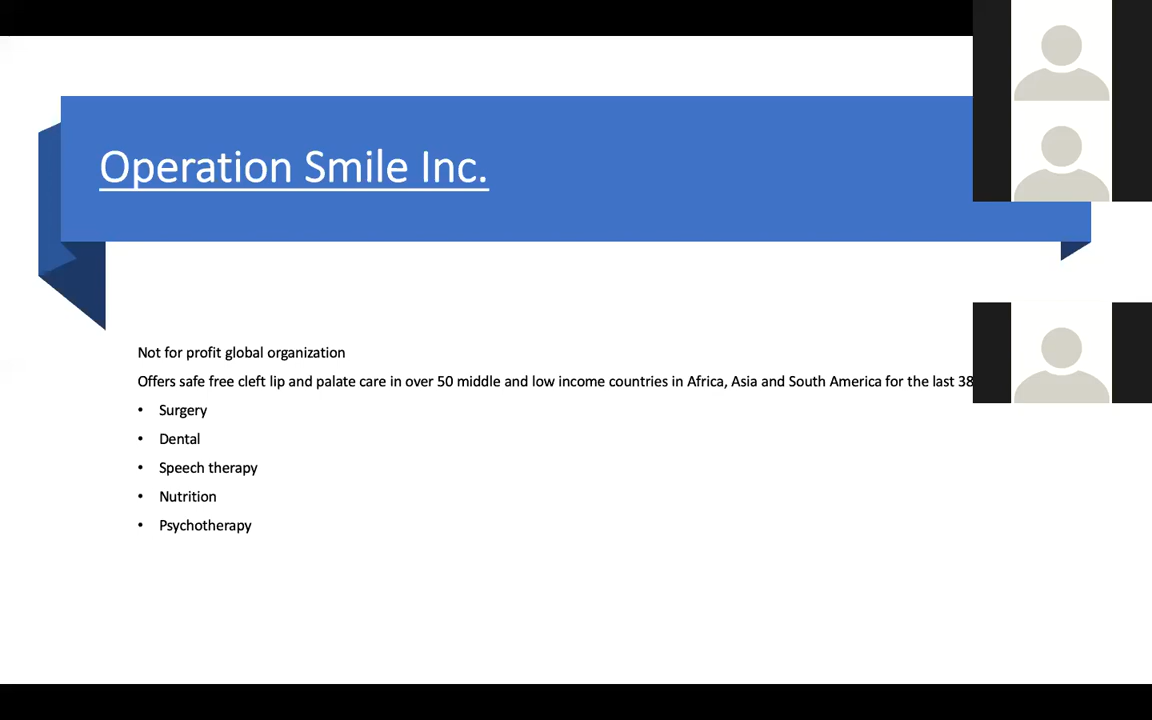 Operation Smile Inc.
Not for profit global organization
Offers safe free cleft lip and palate care in over 50 middle and low income countries in Africa, Asia and South America for the last 38
• Surgery
• Dental
• Speech therapy
• Nutrition
• Psychotherapy